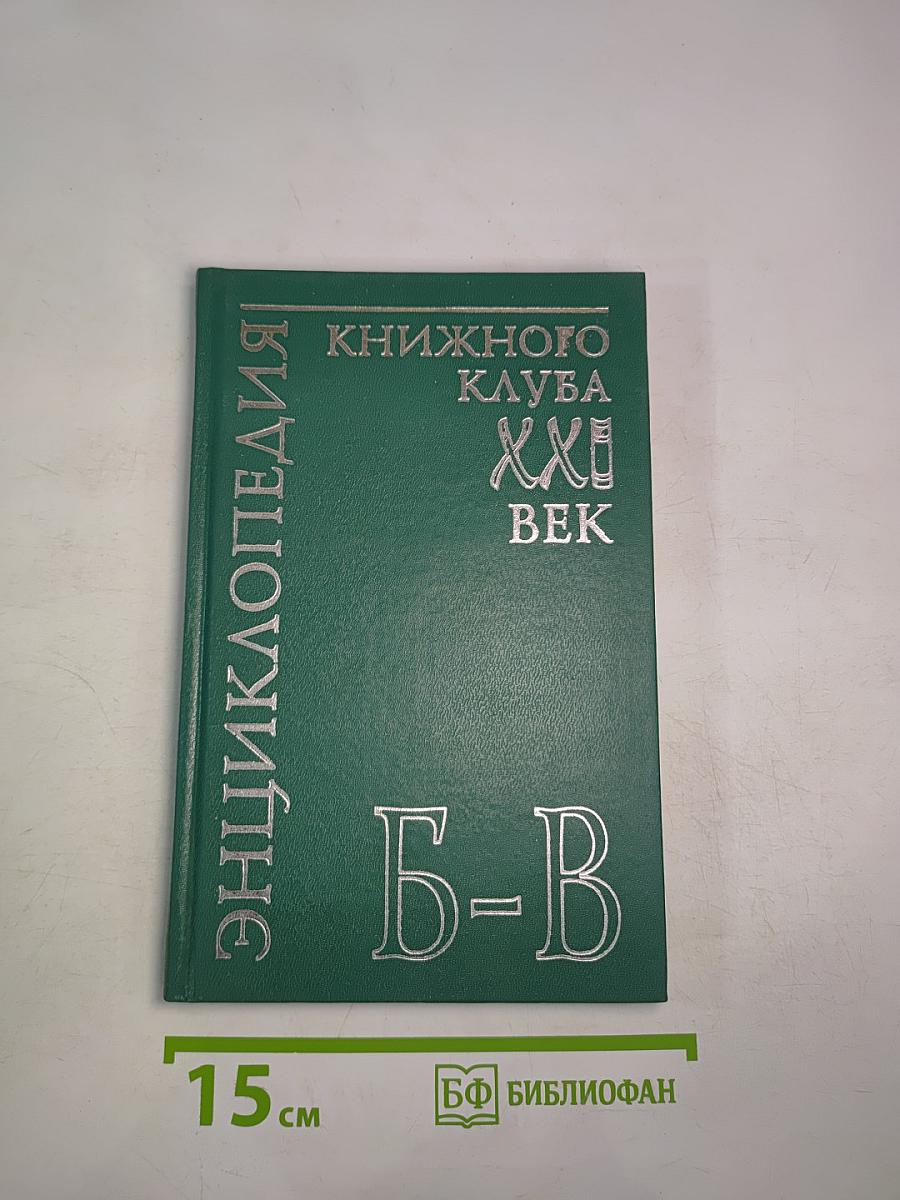 ЭНЦИКЛОПЕДИЯ
КНИЖНОГО
КЛУБА
XXI
ВЕК
Б-В
15 см
БФ БИБЛИОФАН